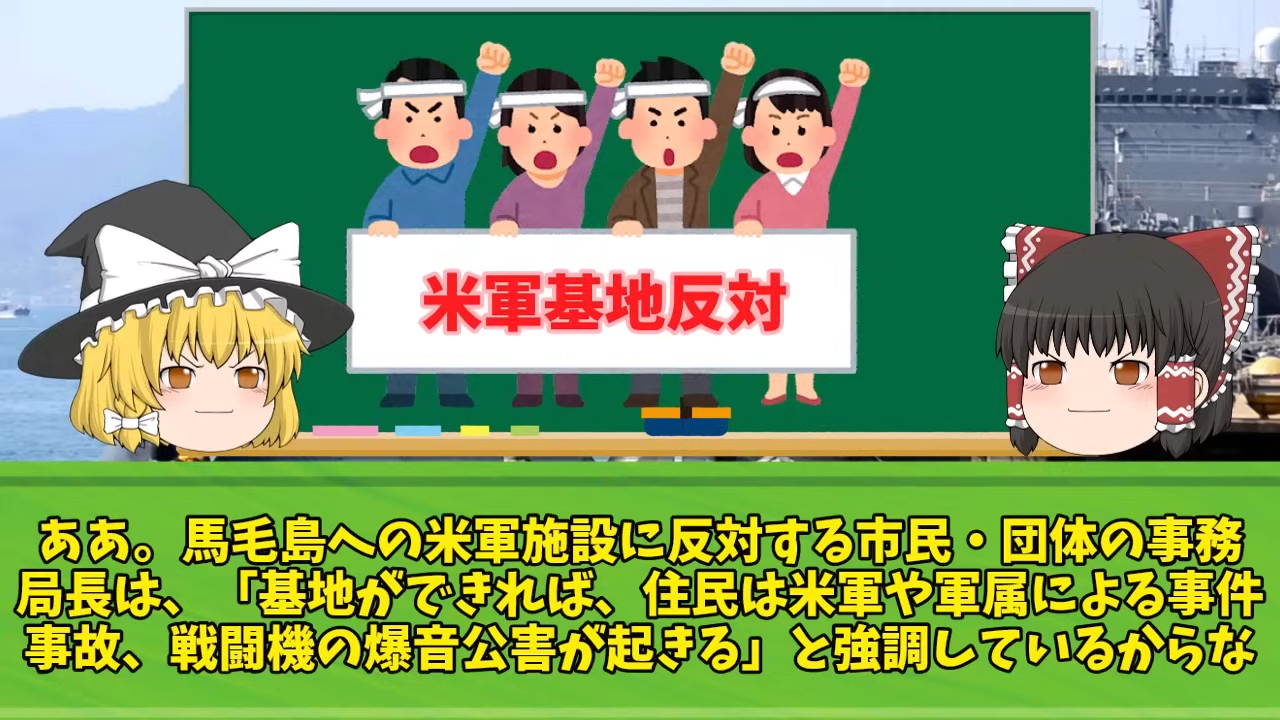 米軍基地反対
ああ。馬毛島への米軍施設に反対する市民・団体の事務
局長は、「基地ができれば、住民は米軍や軍属による事件
事故、戦闘機の爆音公害が起きる」と強調しているからな